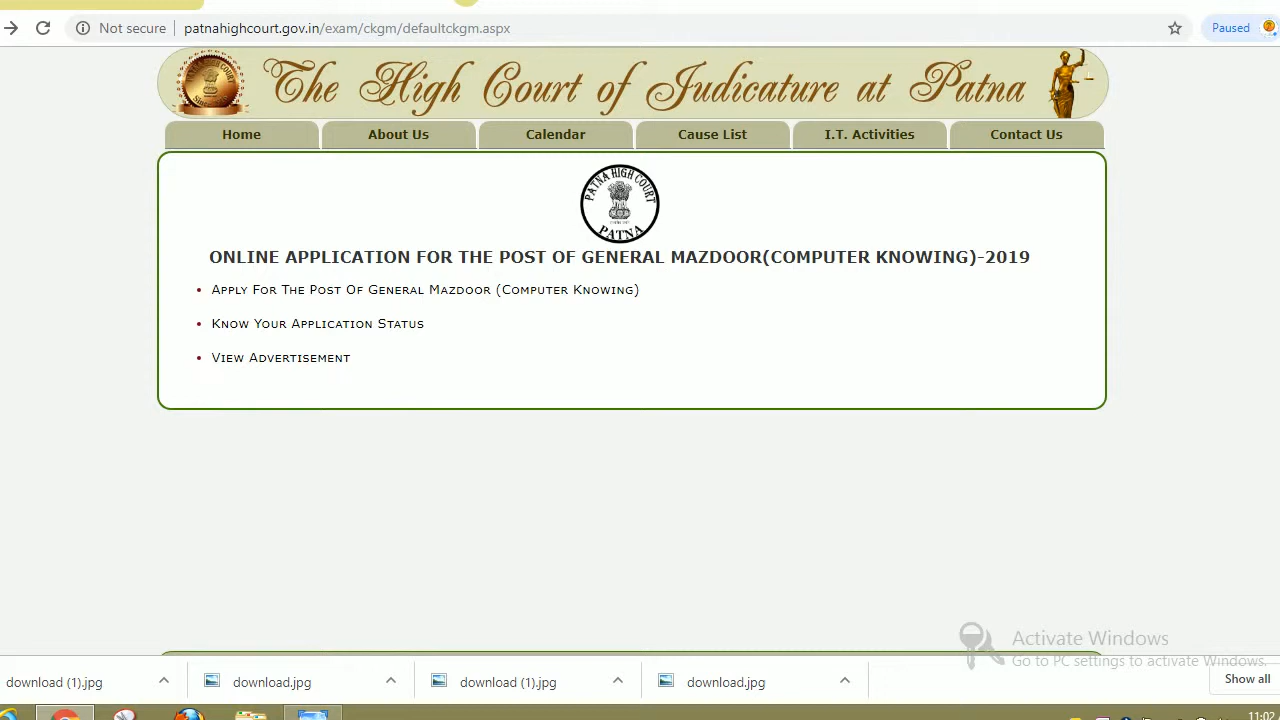 Not secure patnahighcourt.gov.in/exam/ckgm/defaultckgm.aspx Paused
The High Court of Judicature at Patna
Home About Us Calendar Cause List I.T. Activities Contact Us
PATNA HIGH COURT
PATNA
ONLINE APPLICATION FOR THE POST OF GENERAL MAZDOOR(COMPUTER KNOWING)-2019
• Apply For The Post Of General Mazdoor (Computer Knowing)
• Know Your Application Status
• View Advertisement
Activate Windows
Go to PC settings to activate Windows.
download (1).jpg download.jpg download (1).jpg download.jpg Show all
11:02